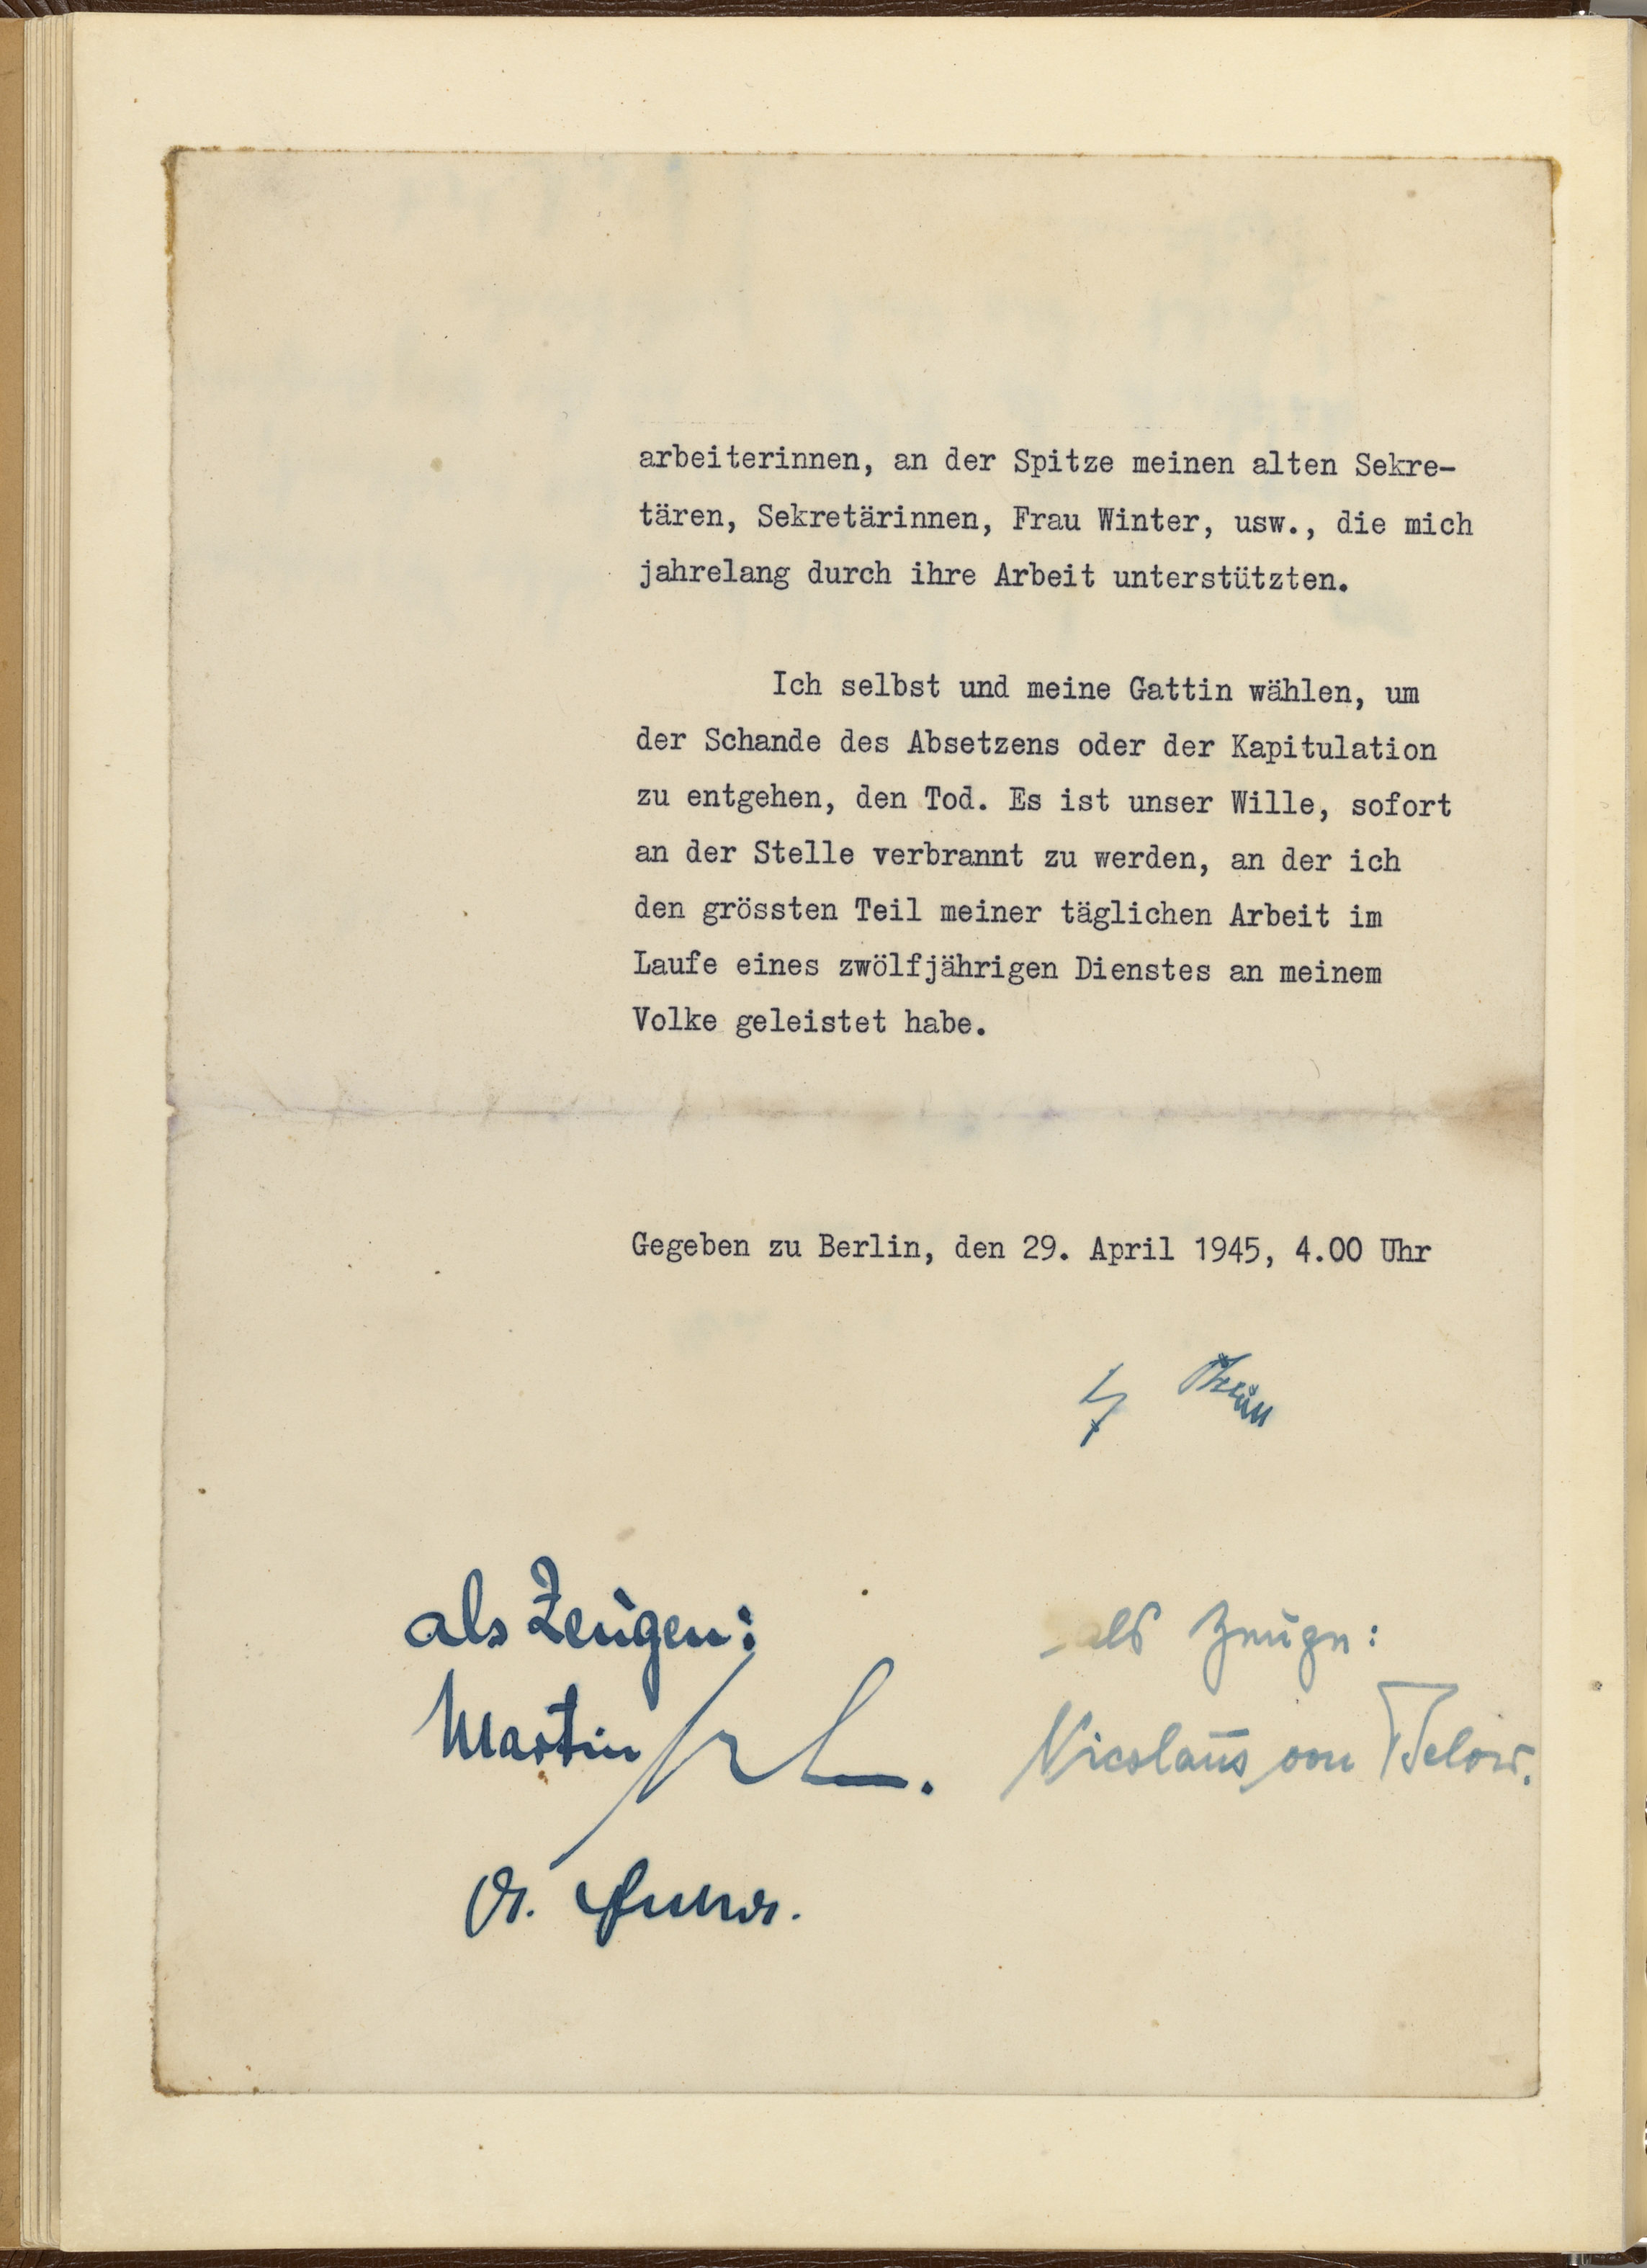 arbeiterinnen, an der Spitze meinen alten Sekre-
tären, Sekretärinnen, Frau Winter, usw., die mich
jahrelang durch ihre Arbeit unterstützten.
Ich selbst und meine Gattin wählen, um
der Schande des Absetzens oder der Kapitulation
zu entgehen, den Tod. Es ist unser Wille, sofort
an der Stelle verbrannt zu werden, an der ich
den grössten Teil meiner täglichen Arbeit im
Laufe eines zwölfjährigen Dienstes an meinem
Volke geleistet habe.
Gegeben zu Berlin, den 29. April 1945, 4.00 Uhr
als Zeugen:
Martin
Dr.
als Zeuge:
Nicolaus von Below.